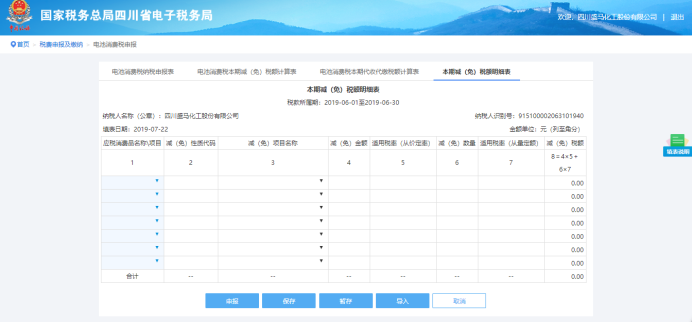 国家税务总局四川省电子税务局
欢迎，四川盛马化工股份有限公司 | 退出
首页 > 税费申报及缴纳 > 电池消费税申报
电池消费税纳税申报表 电池消费税本期减（免）税额计算表 电池消费税本期代收代缴税额计算表 本期减（免）税额明细表
本期减（免）税额明细表
税款所属期：2019-06-01至2019-06-30
纳税人名称（公章）：四川盛马化工股份有限公司 纳税人识别号：915100002063101940
填表日期：2019-07-22 金额单位：元（列至角分）
应税消费品名称\项目 减（免）性质代码 减（免）项目名称 减（免）金额 适用税率（从价定率） 减（免）数量 适用税率（从量定额） 减（免）税额
1 2 3 4 5 6 7 8=4×5+
6×7
0.00
0.00
0.00
0.00
0.00
0.00
0.00
合计 -- -- -- -- -- -- 0.00
申报 保存 暂存 导入 取消
填表说明